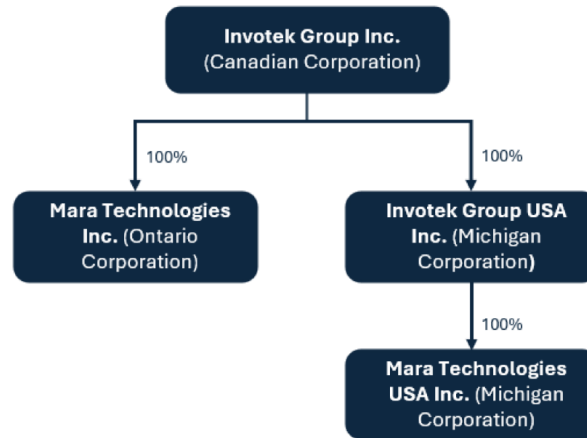 Invotek Group Inc.
(Canadian Corporation)
100%
100%
Mara Technologies
Inc. (Ontario
Corporation)
Invotek Group USA
Inc. (Michigan
Corporation)
100%
Mara Technologies
USA Inc. (Michigan
Corporation)